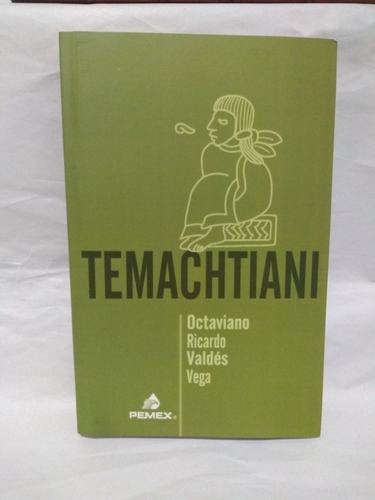 TEMACHTIANI
Octaviano
Ricardo
Valdés
Vega
PEMEX®